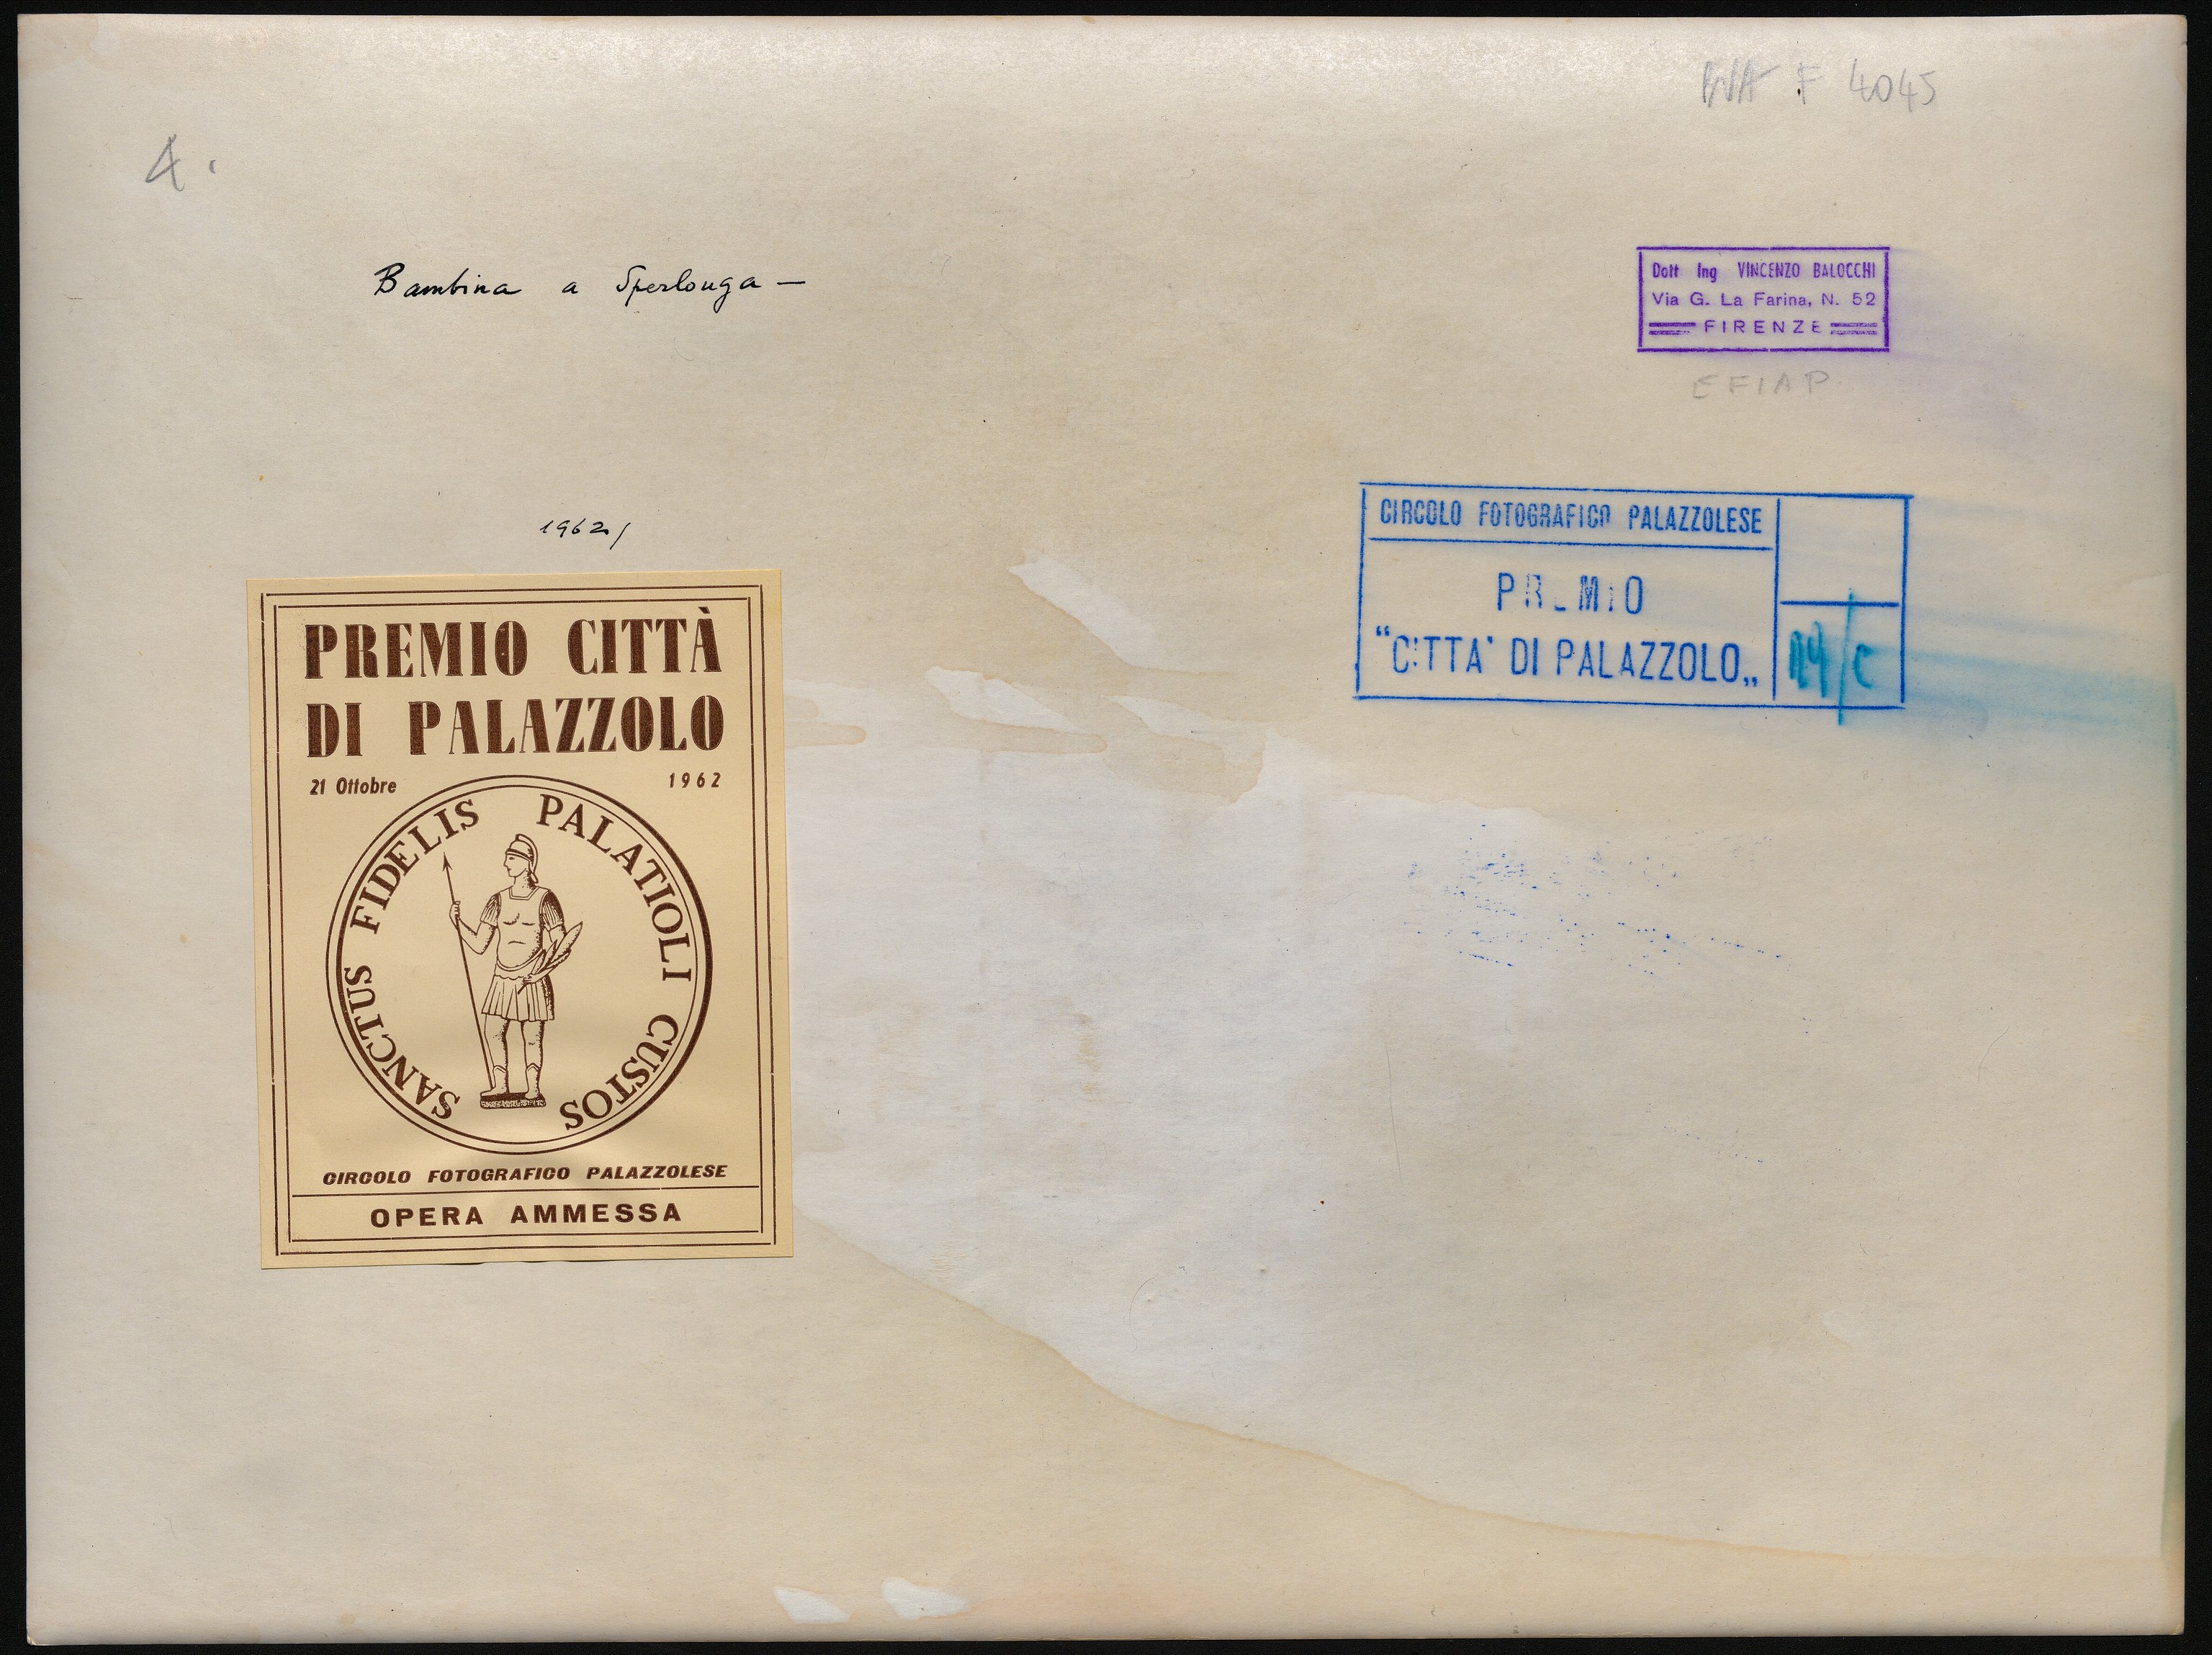 F 4045
4.
Bambina a Sperlonga —
Dott Ing VINCENZO BALOCCHI
Via G. La Farina, N. 52
FIRENZE
EFIAP
1962/
CIRCOLO FOTOGRAFICO PALAZZOLESE
PREMIO
“CITTA' DI PALAZZOLO„
PREMIO CITTÀ
DI PALAZZOLO
21 Ottobre 1962
SANCTUS FIDELIS PALATIOLI CUSTOS
CIRCOLO FOTOGRAFICO PALAZZOLESE
OPERA AMMESSA